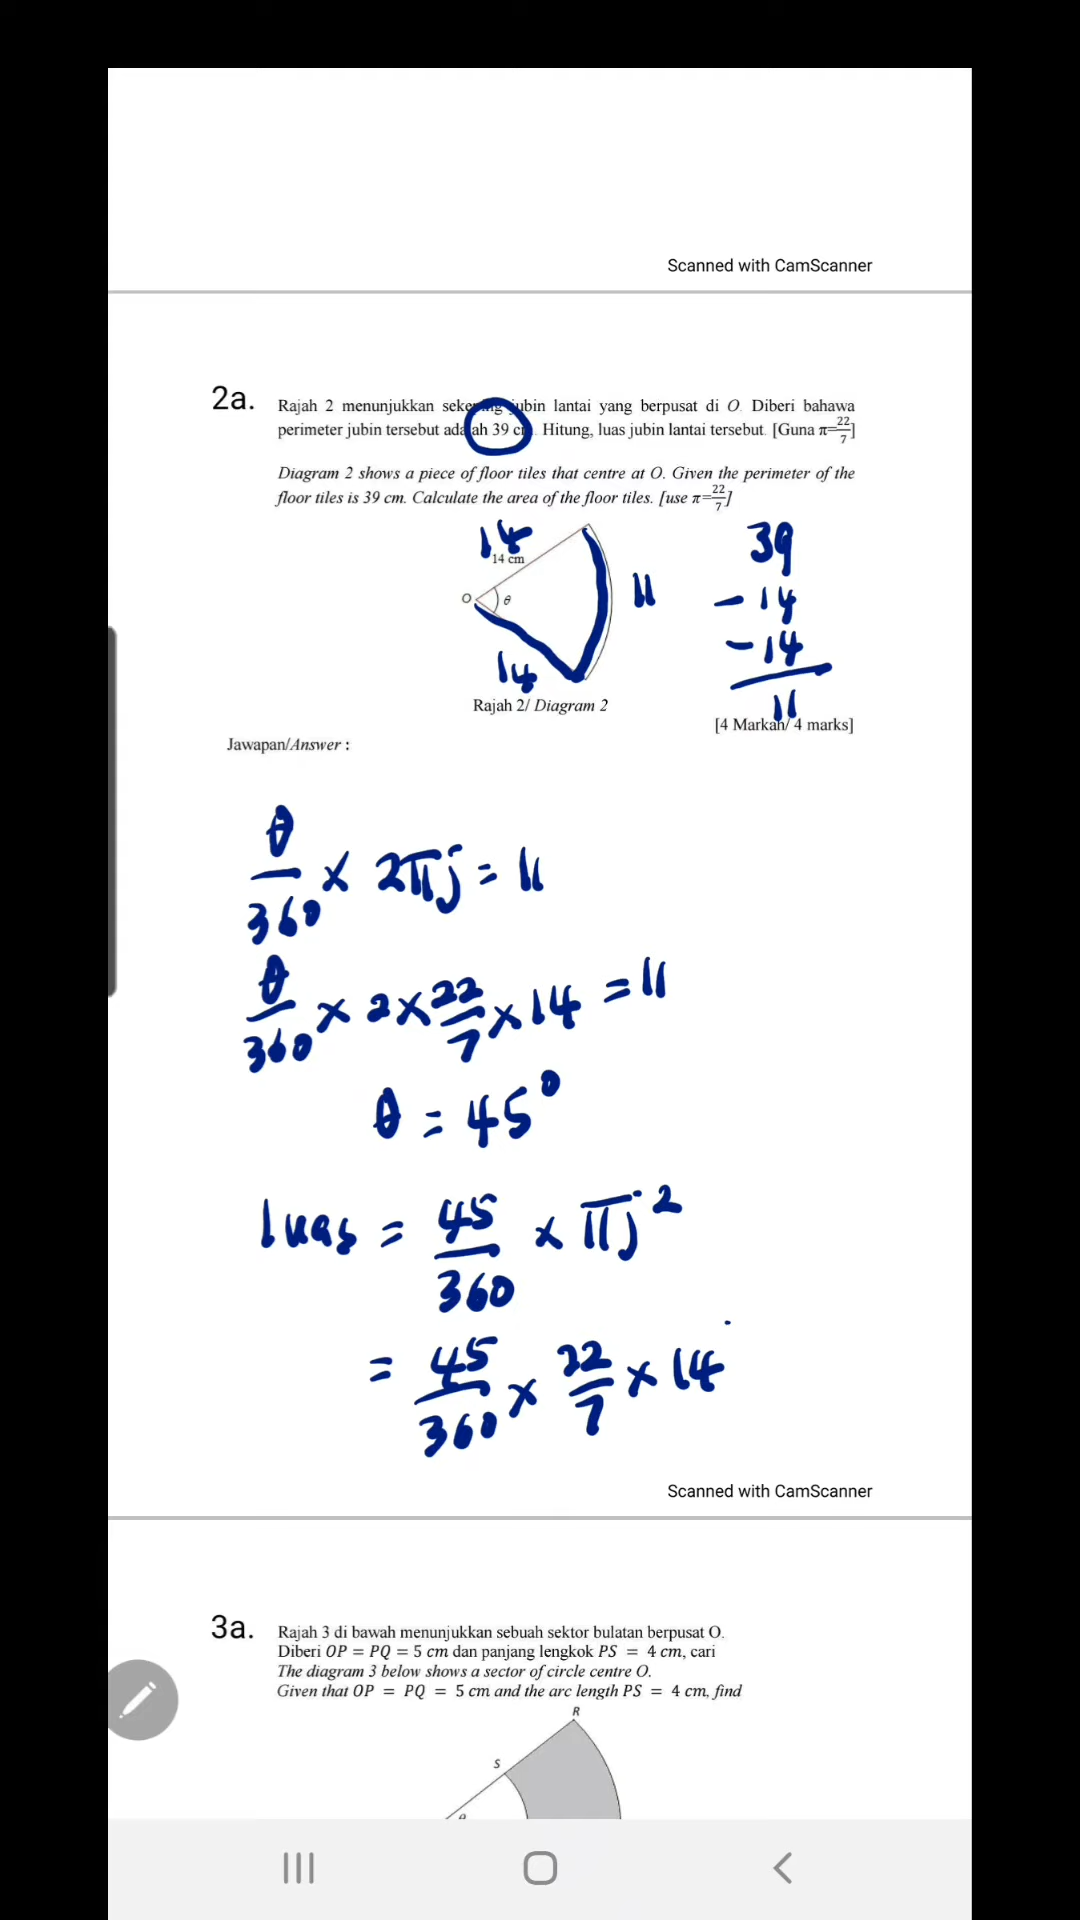 Scanned with CamScanner
2a. Rajah 2 menunjukkan sekeping jubin lantai yang berpusat di O. Diberi bahawa
perimeter jubin tersebut adalah 39 cm. Hitung, luas jubin lantai tersebut. [Guna π=22/7]
Diagram 2 shows a piece of floor tiles that centre at O. Given the perimeter of the
floor tiles is 39 cm. Calculate the area of the floor tiles. [use π=22/7]
14
14 cm
O
θ
11
14
39
- 14
- 14
11
Rajah 2/ Diagram 2
[4 Markah/ 4 marks]
Jawapan/Answer :
θ/360 × 2πj = 11
θ/360 × 2 × 22/7 × 14 = 11
θ = 45°
luas = 45/360 × πj²
= 45/360 × 22/7 × 14
Scanned with CamScanner
3a. Rajah 3 di bawah menunjukkan sebuah sektor bulatan berpusat O.
Diberi OP = PQ = 5 cm dan panjang lengkok PS = 4 cm, cari
The diagram 3 below shows a sector of circle centre O.
Given that OP = PQ = 5 cm and the arc length PS = 4 cm, find
R
S